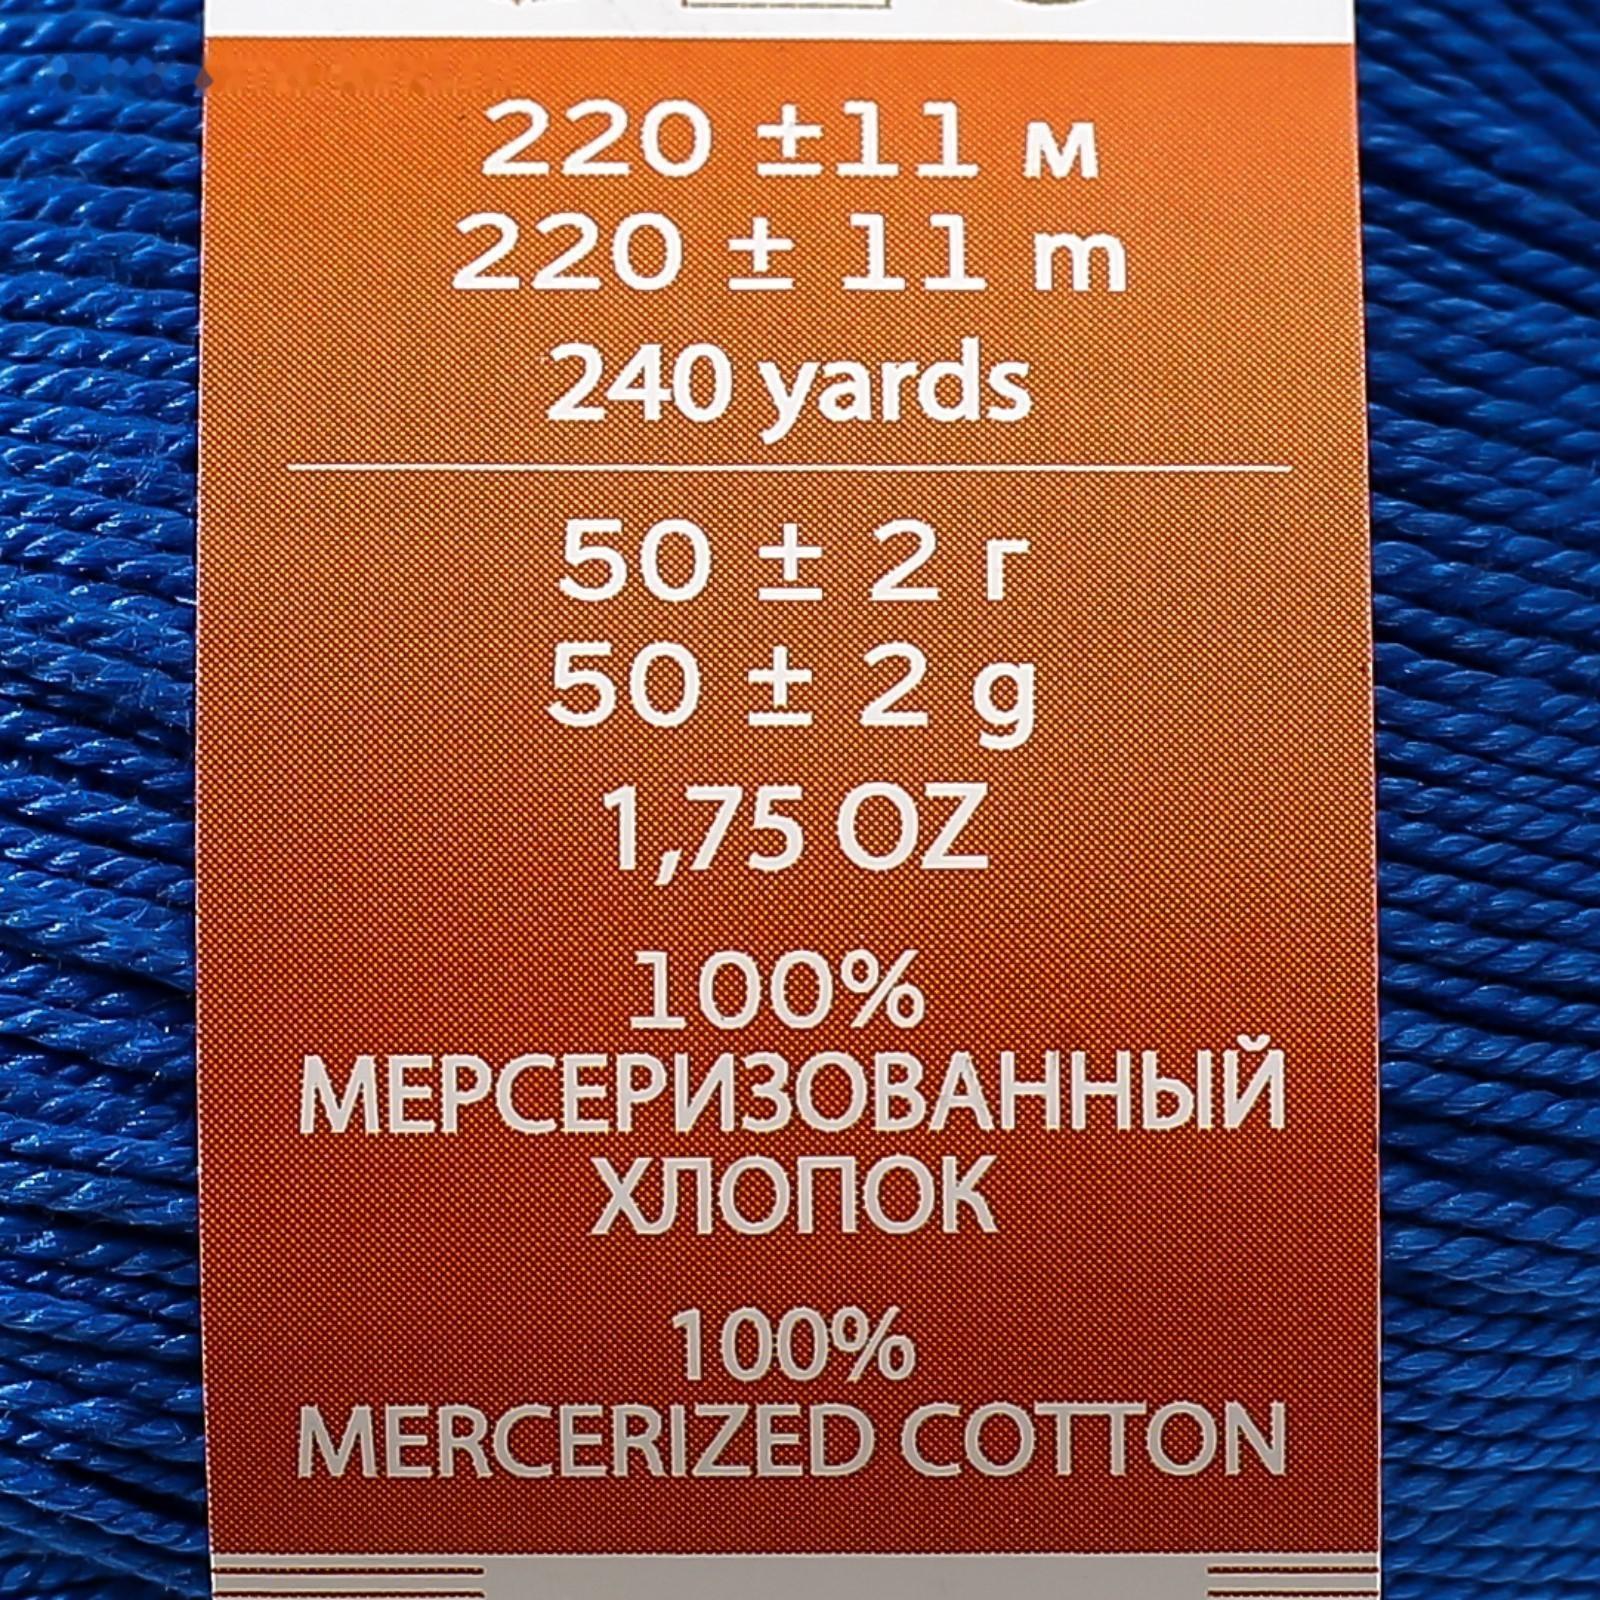 220 ±11 м
220 ± 11 m
240 yards
50 ± 2 г
50 ± 2 g
1,75 OZ
100%
МЕРСЕРИЗОВАННЫЙ
ХЛОПОК
100%
MERCERIZED COTTON